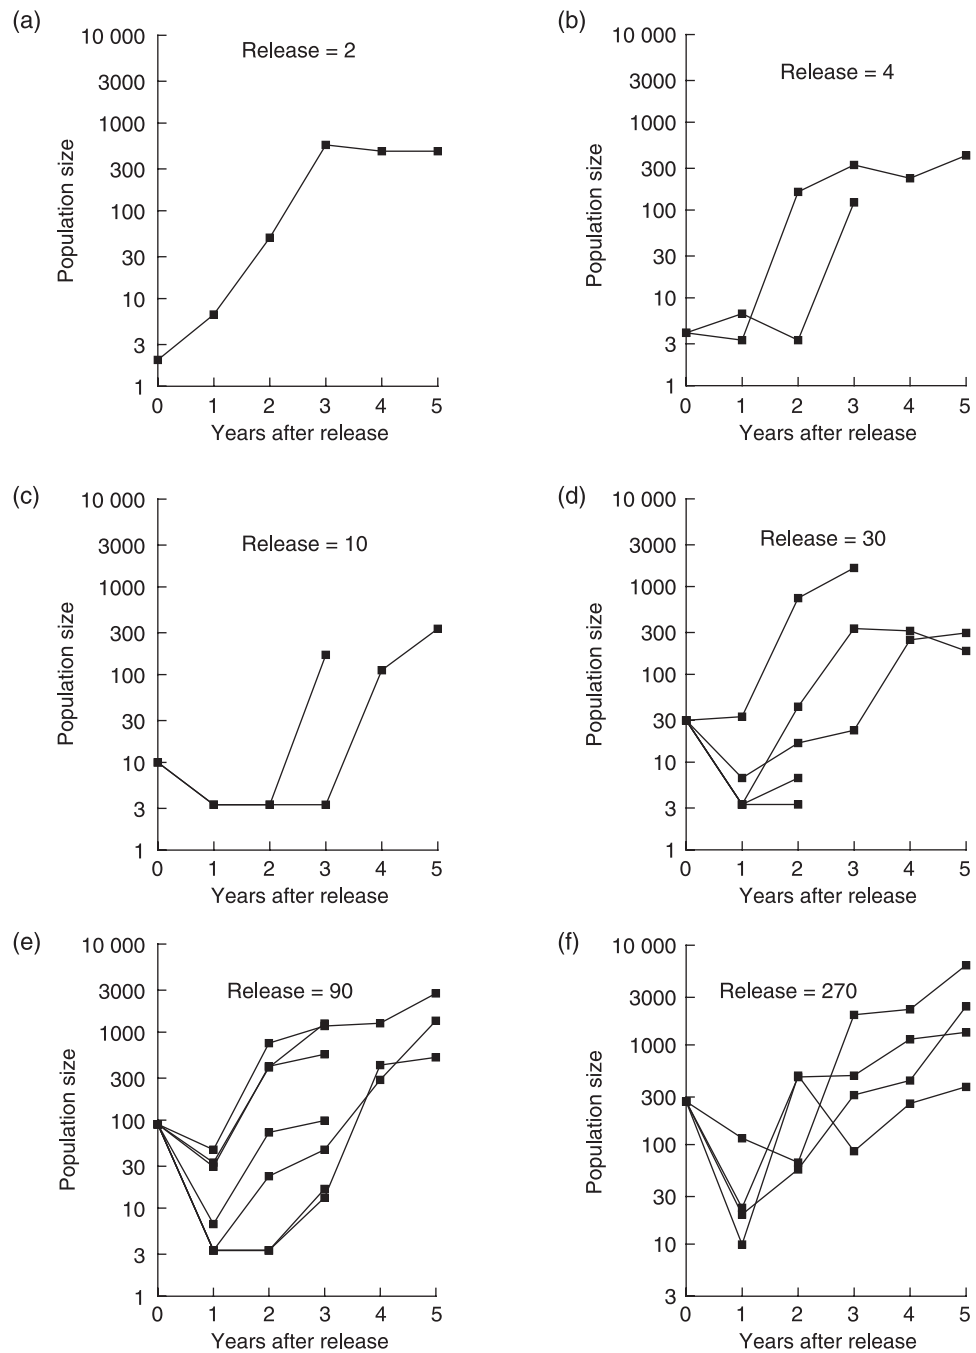 (a)
Release = 2
10 000
3000
1000
300
100
30
10
3
1
Population size
0 1 2 3 4 5
Years after release
(b)
Release = 4
10 000
3000
1000
300
100
30
10
3
1
Population size
0 1 2 3 4 5
Years after release
(c)
Release = 10
10 000
3000
1000
300
100
30
10
3
1
Population size
0 1 2 3 4 5
Years after release
(d)
Release = 30
10 000
3000
1000
300
100
30
10
3
1
Population size
0 1 2 3 4 5
Years after release
(e)
Release = 90
10 000
3000
1000
300
100
30
10
3
1
Population size
0 1 2 3 4 5
Years after release
(f)
Release = 270
10 000
3000
1000
300
100
30
10
3
Population size
0 1 2 3 4 5
Years after release